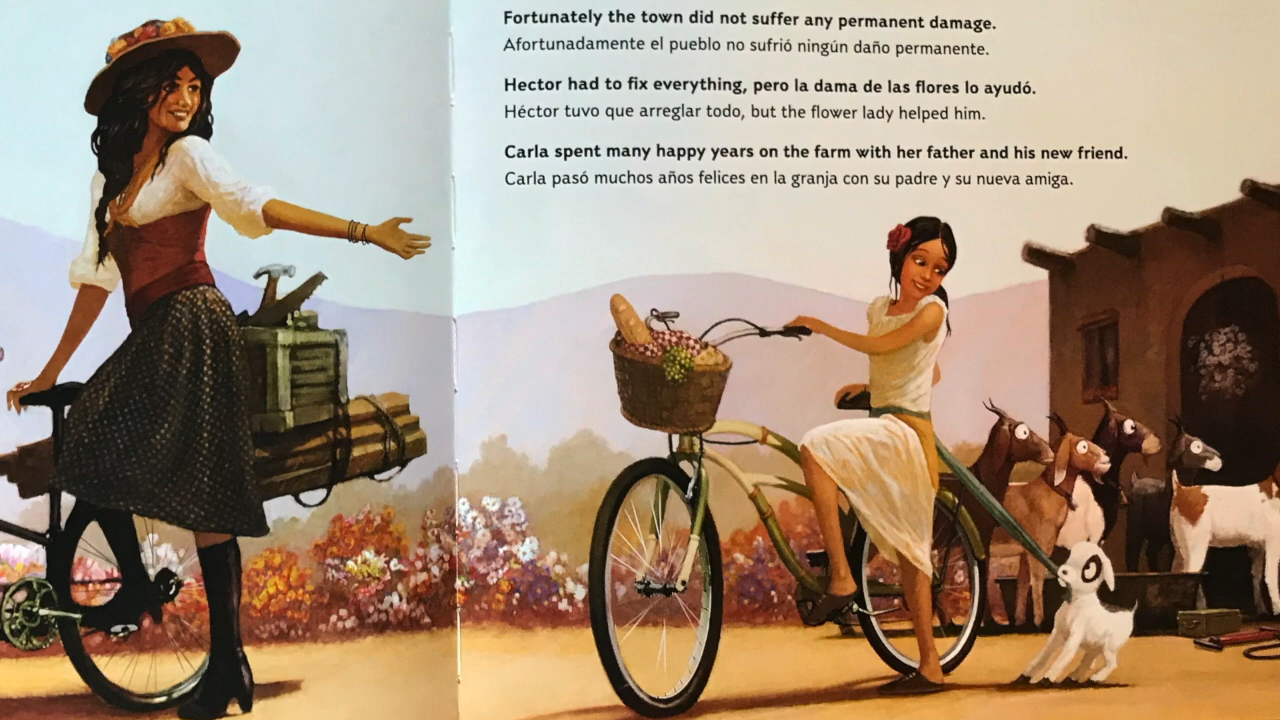 Fortunately the town did not suffer any permanent damage.
Afortunadamente el pueblo no sufrió ningún daño permanente.
Hector had to fix everything, pero la dama de las flores lo ayudó.
Héctor tuvo que arreglar todo, but the flower lady helped him.
Carla spent many happy years on the farm with her father and his new friend.
Carla pasó muchos años felices en la granja con su padre y su nueva amiga.